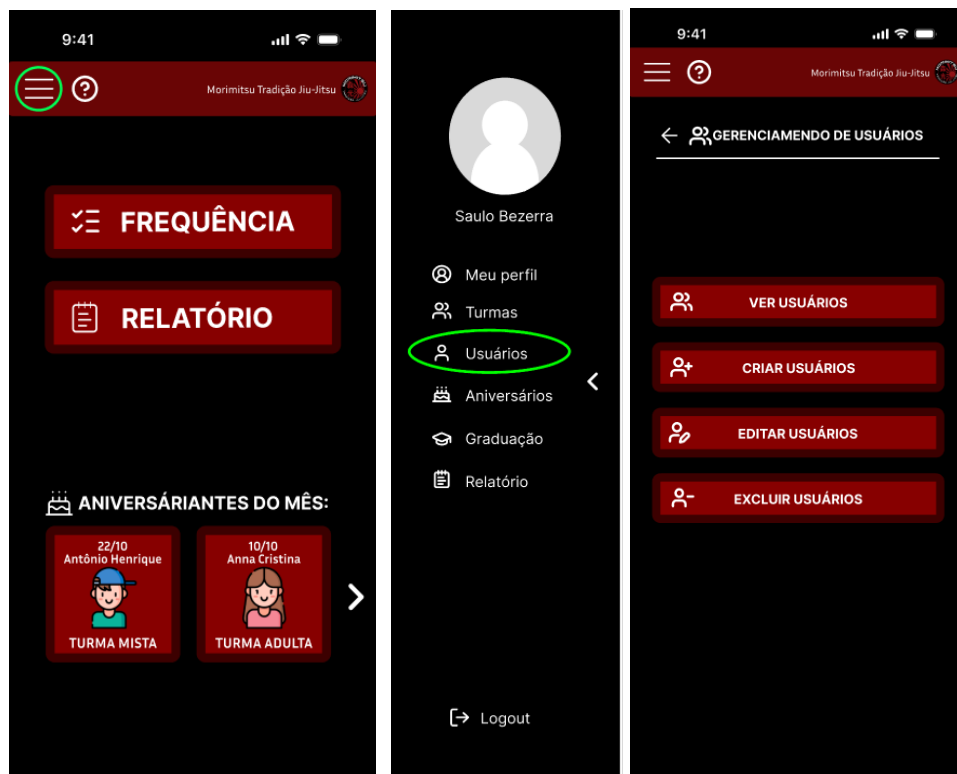 9:41
Morimitsu Tradição Jiu-Jitsu
FREQUÊNCIA
RELATÓRIO
ANIVERSÁRIANTES DO MÊS:
22/10
Antônio Henrique
TURMA MISTA
10/10
Anna Cristina
TURMA ADULTA
Saulo Bezerra
Meu perfil
Turmas
Usuários
Aniversários
Graduação
Relatório
Logout
9:41
Morimitsu Tradição Jiu-Jitsu
GERENCIAMENDO DE USUÁRIOS
VER USUÁRIOS
CRIAR USUÁRIOS
EDITAR USUÁRIOS
EXCLUIR USUÁRIOS